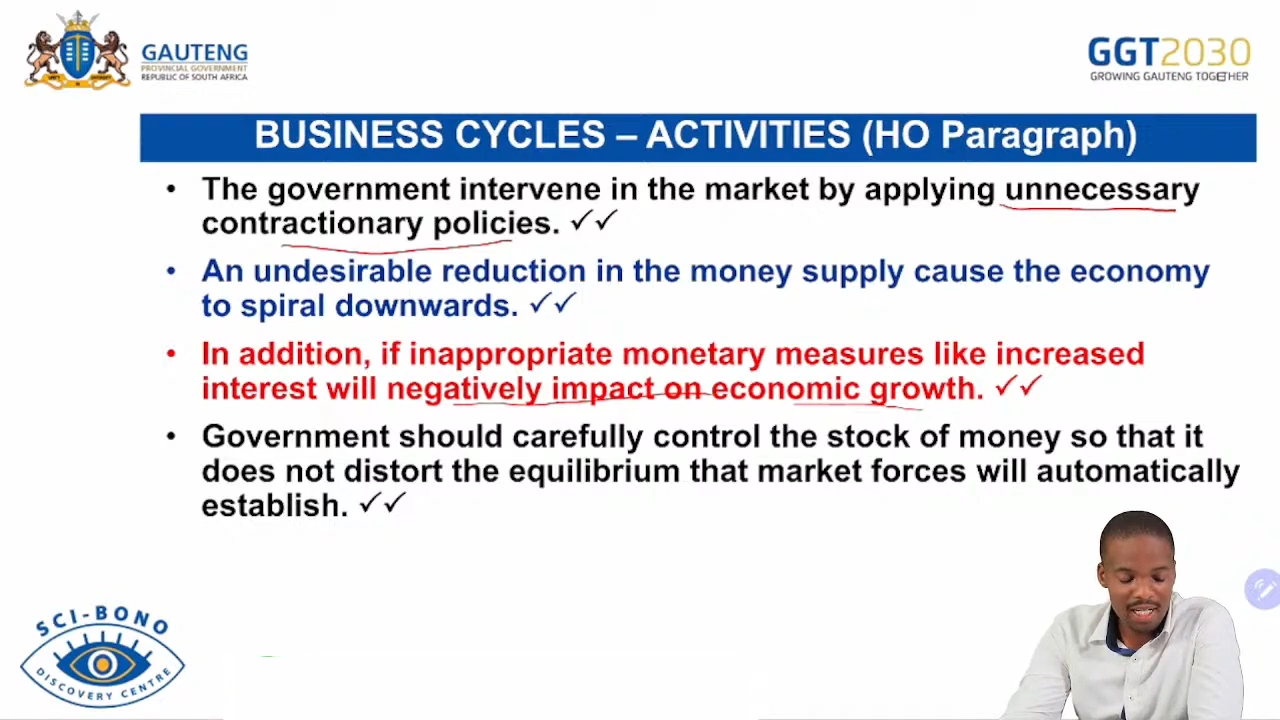 GAUTENG
PROVINCIAL GOVERNMENT
REPUBLIC OF SOUTH AFRICA
GGT2030
GROWING GAUTENG TOGETHER
BUSINESS CYCLES – ACTIVITIES (HO Paragraph)
• The government intervene in the market by applying unnecessary
contractionary policies. ✓✓
• An undesirable reduction in the money supply cause the economy
to spiral downwards. ✓✓
• In addition, if inappropriate monetary measures like increased
interest will negatively impact on economic growth. ✓✓
• Government should carefully control the stock of money so that it
does not distort the equilibrium that market forces will automatically
establish. ✓✓
SCI-BONO
DISCOVERY CENTRE